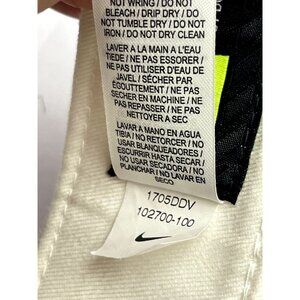 NOT WRING / DO NOT
BLEACH / DRIP DRY / DO
NOT TUMBLE DRY / DO NOT
IRON / DO NOT DRY CLEAN
LAVER A LA MAIN A L'EAU
TIEDE / NE PAS ESSORER /
NE PAS UTILISER D'EAU DE
JAVEL / SÉCHER PAR
ÉGOUTTEMENT / NE PAS
SECHER EN MACHINE / NE
PAS REPASSER / NE PAS
NETTOYER A SEC
LAVAR A MANO EN AGUA
TIBIA / NO RETORCER / NO
USAR BLANQUEADORES /
ESCURRIR HASTA SECAR /
NO USAR SECADORA / NO
PLANCHAR / NO LAVAR EN
SECO
1705DDV
102700-100